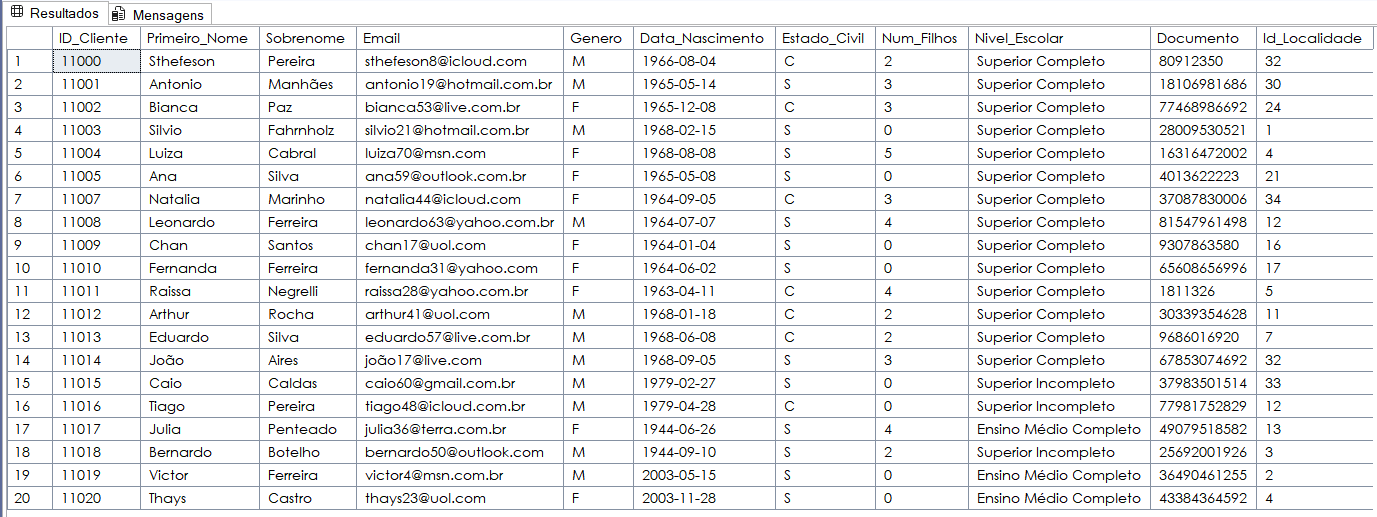 Resultados Mensagens
ID_Cliente Primeiro_Nome Sobrenome Email Genero Data_Nascimento Estado_Civil Num_Filhos Nivel_Escolar Documento Id_Localidade
1 11000 Sthefeson Pereira sthefeson8@icloud.com M 1966-08-04 C 2 Superior Completo 80912350 32
2 11001 Antonio Manhães antonio19@hotmail.com.br M 1965-05-14 S 3 Superior Completo 18106981686 30
3 11002 Bianca Paz bianca53@live.com.br F 1965-12-08 C 3 Superior Completo 77468986692 24
4 11003 Silvio Fahrnholz silvio21@hotmail.com.br M 1968-02-15 S 0 Superior Completo 28009530521 1
5 11004 Luiza Cabral luiza70@msn.com F 1968-08-08 S 5 Superior Completo 16316472002 4
6 11005 Ana Silva ana59@outlook.com.br F 1965-05-08 S 0 Superior Completo 4013622223 21
7 11007 Natalia Marinho natalia44@icloud.com F 1964-09-05 C 3 Superior Completo 37087830006 34
8 11008 Leonardo Ferreira leonardo63@yahoo.com.br M 1964-07-07 S 4 Superior Completo 81547961498 12
9 11009 Chan Santos chan17@uol.com F 1964-01-04 S 0 Superior Completo 9307863580 16
10 11010 Fernanda Ferreira fernanda31@yahoo.com F 1964-06-02 S 0 Superior Completo 65608656996 17
11 11011 Raissa Negrelli raissa28@yahoo.com.br F 1963-04-11 C 4 Superior Completo 1811326 5
12 11012 Arthur Rocha arthur41@uol.com M 1968-01-18 C 2 Superior Completo 30339354628 11
13 11013 Eduardo Silva eduardo57@live.com.br M 1968-06-08 C 2 Superior Completo 9686016920 7
14 11014 João Aires joão17@live.com M 1968-09-05 S 3 Superior Completo 67853074692 32
15 11015 Caio Caldas caio60@gmail.com.br M 1979-02-27 S 0 Superior Incompleto 37983501514 33
16 11016 Tiago Pereira tiago48@icloud.com.br M 1979-04-28 C 0 Superior Incompleto 77981752829 12
17 11017 Julia Penteado julia36@terra.com.br F 1944-06-26 S 4 Ensino Médio Completo 49079518582 13
18 11018 Bernardo Botelho bernardo50@outlook.com M 1944-09-10 S 2 Superior Incompleto 25692001926 3
19 11019 Victor Ferreira victor4@msn.com.br M 2003-05-15 S 0 Ensino Médio Completo 36490461255 2
20 11020 Thays Castro thays23@uol.com F 2003-11-28 S 0 Ensino Médio Completo 43384364592 4